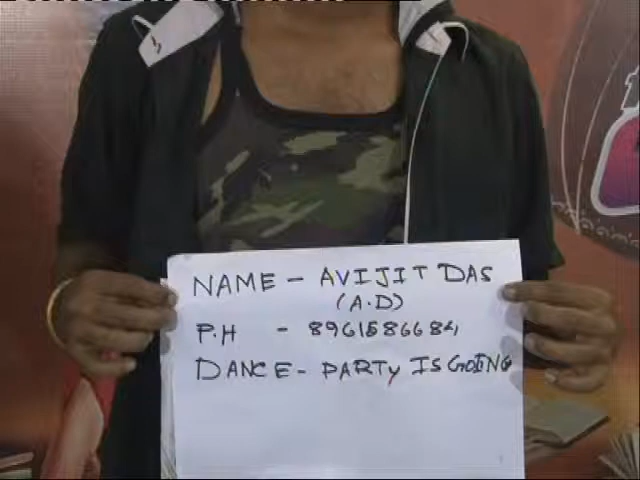 NAME - AVIJIT DAS
(A.D)
P.H - 8961586684
DANCE - PARTY IS GOING